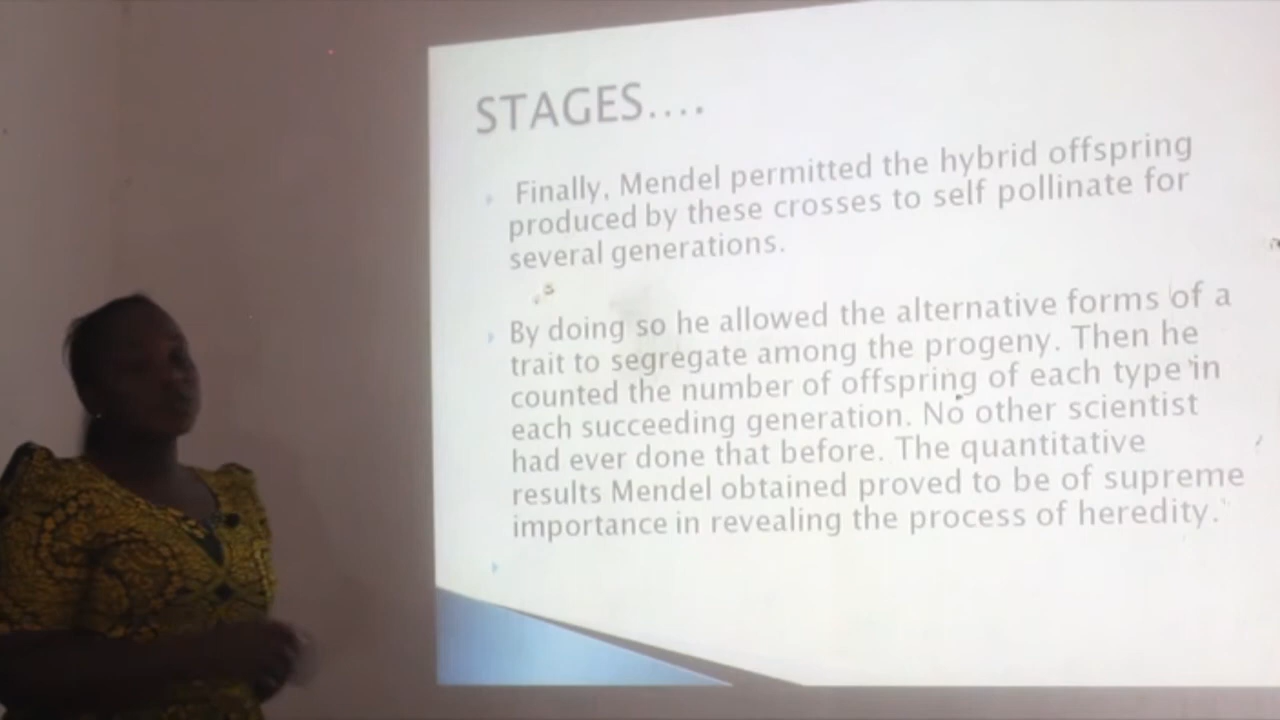 STAGES....
Finally, Mendel permitted the hybrid offspring
produced by these crosses to self pollinate for
several generations.
By doing so he allowed the alternative forms of a
trait to segregate among the progeny. Then he
counted the number of offspring of each type in
each succeeding generation. No other scientist
had ever done that before. The quantitative
results Mendel obtained proved to be of supreme
importance in revealing the process of heredity.